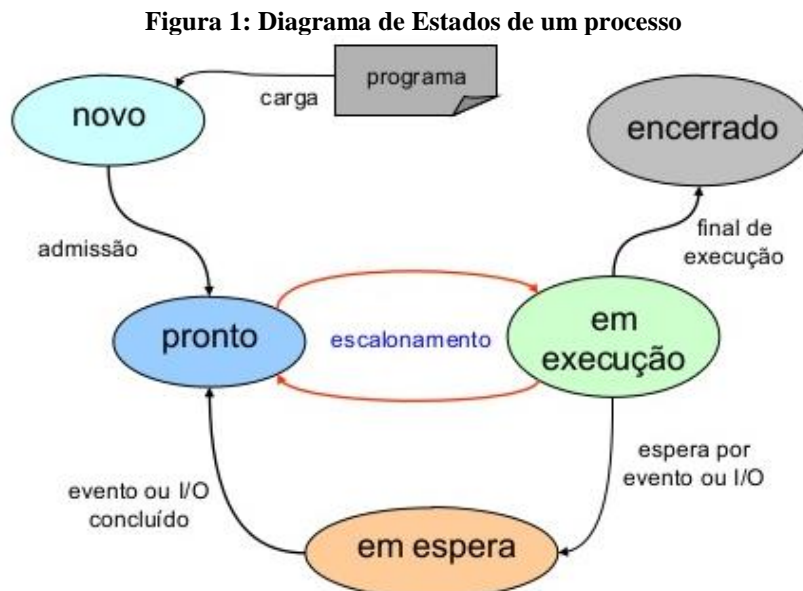 Figura 1: Diagrama de Estados de um processo
programa
carga
novo
encerrado
admissão
final de
execução
pronto
escalonamento
em
execução
evento ou I/O
concluído
espera por
evento ou I/O
em espera